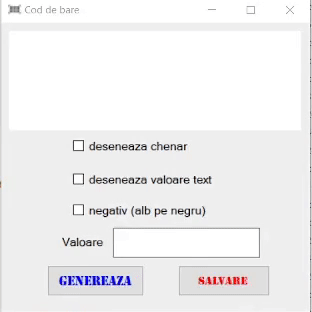 Cod de bare
deseneaza chenar
deseneaza valoare text
negativ (alb pe negru)
Valoare
GENEREAZA
SALVARE